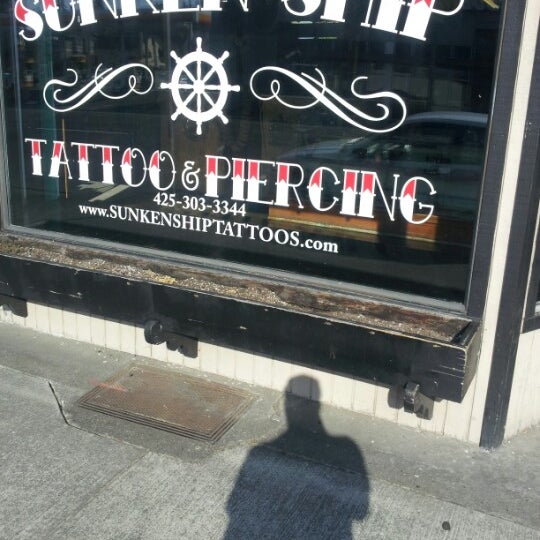 SUNKEN SHIP
TATTOO & PIERCING
425-303-3344
www.SUNKENSHIPTATTOOS.com